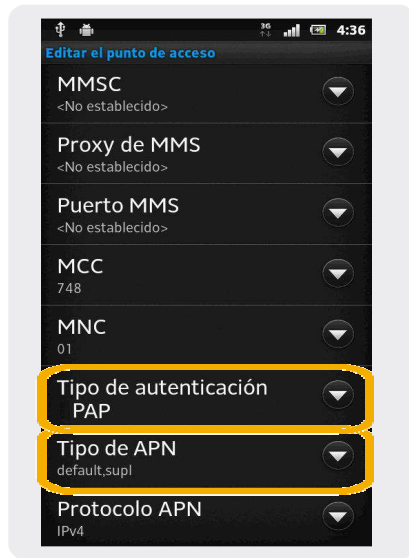 3G 4:36
Editar el punto de acceso
MMSC
<No establecido>
Proxy de MMS
<No establecido>
Puerto MMS
<No establecido>
MCC
748
MNC
01
Tipo de autenticación
PAP
Tipo de APN
default,supl
Protocolo APN
IPv4